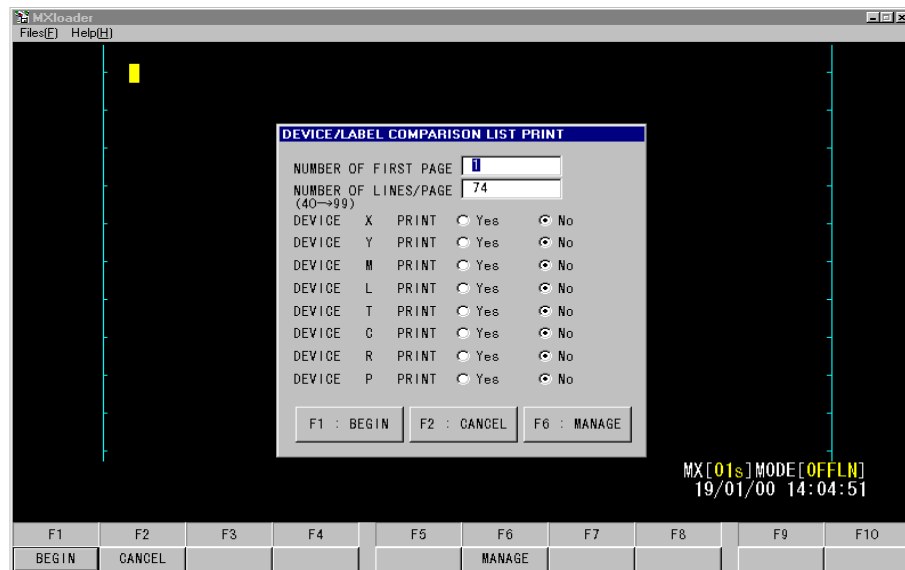 MXloader
Files(F) Help(H)
DEVICE/LABEL COMPARISON LIST PRINT
NUMBER OF FIRST PAGE 1
NUMBER OF LINES/PAGE 74
(40→99)
DEVICE X PRINT Yes No
DEVICE Y PRINT Yes No
DEVICE M PRINT Yes No
DEVICE L PRINT Yes No
DEVICE T PRINT Yes No
DEVICE C PRINT Yes No
DEVICE R PRINT Yes No
DEVICE P PRINT Yes No
F1 : BEGIN F2 : CANCEL F6 : MANAGE
MX[01s]MODE[OFFLN]
19/01/00 14:04:51
F1 F2 F3 F4 F5 F6 F7 F8 F9 F10
BEGIN CANCEL MANAGE